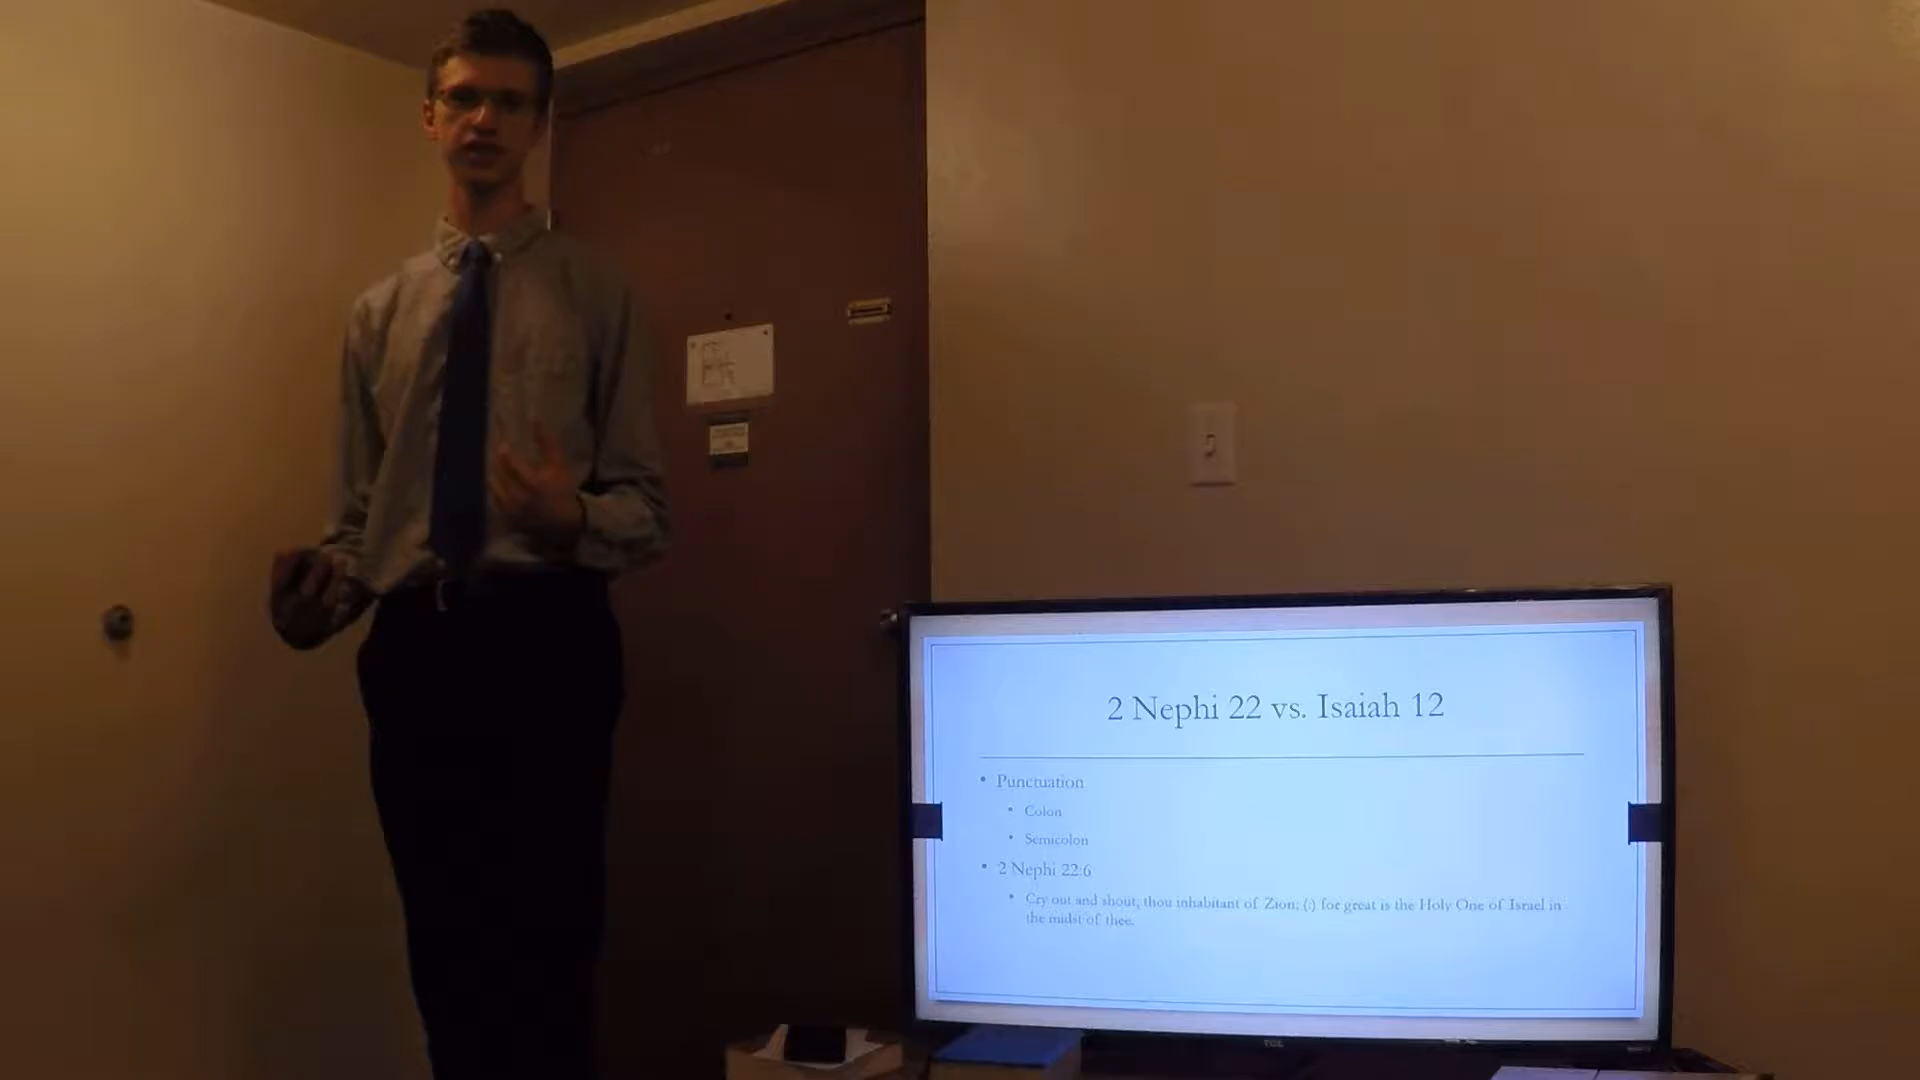 2 Nephi 22 vs. Isaiah 12
• Punctuation
• Colon
• Semicolon
• 2 Nephi 22:6
• Cry out and shout, thou inhabitant of Zion; (:) for great is the Holy One of Israel in
the midst of thee.
TCL